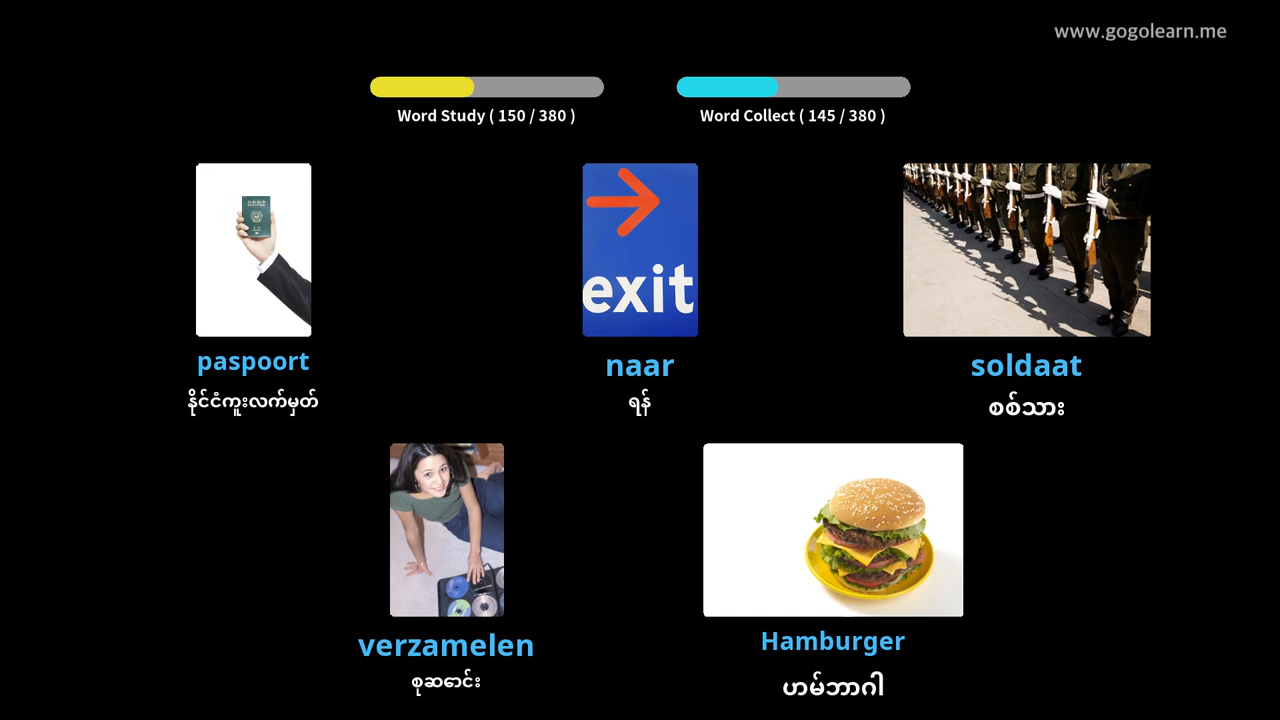 www.gogolearn.me
Word Study ( 150 / 380 )
Word Collect ( 145 / 380 )
exit
paspoort
နိုင်ငံကူးလက်မှတ်
naar
ရန်
soldaat
စစ်သား
verzamelen
စုဆောင်း
Hamburger
ဟမ်ဘာဂါ